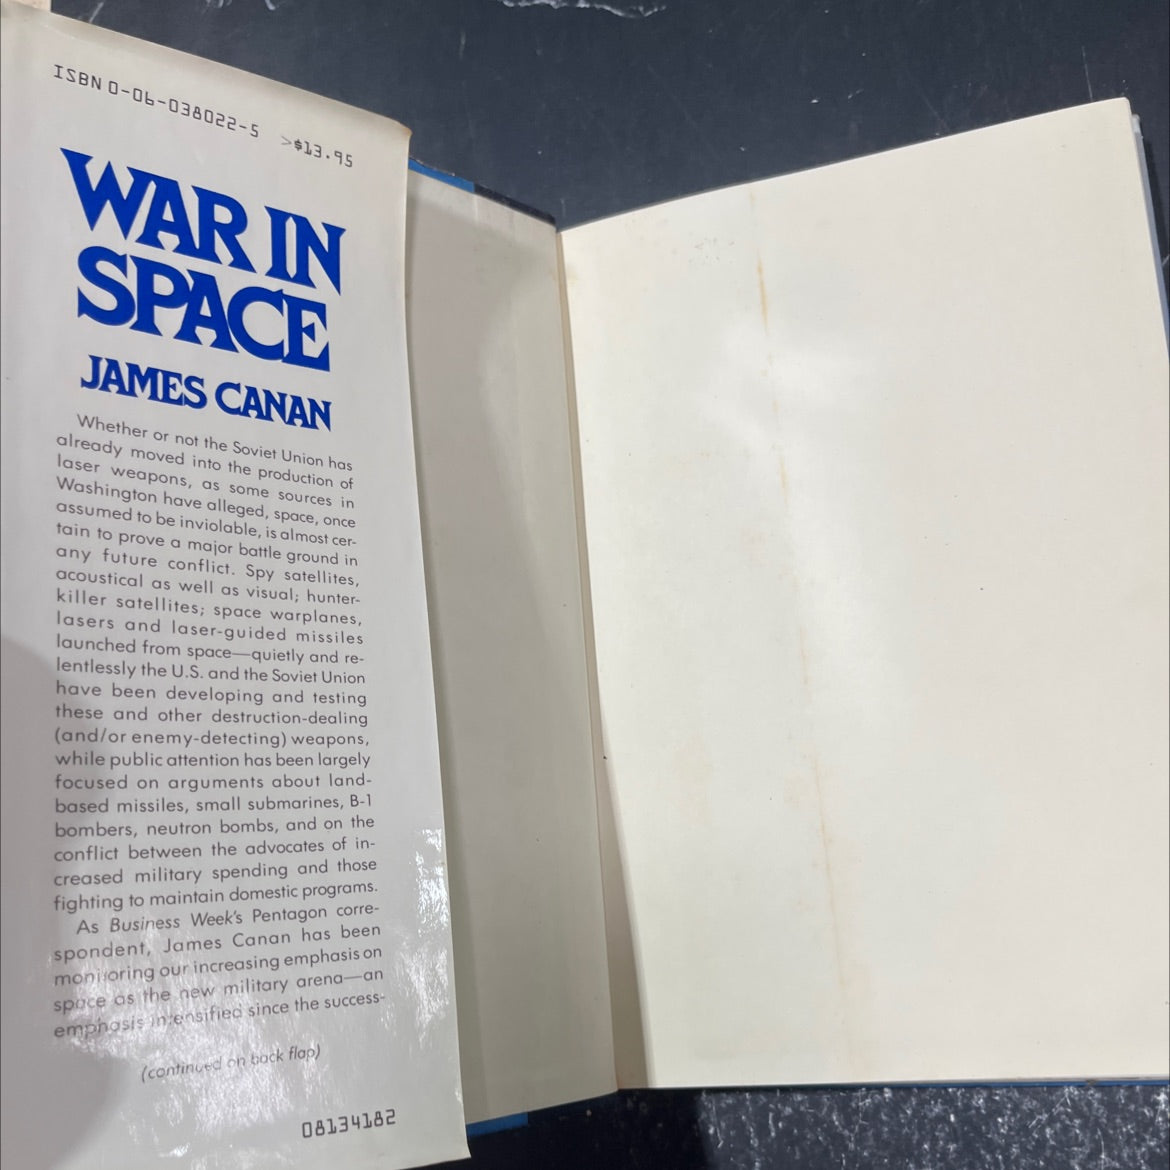 ISBN 0-06-038022-5
>$13.95
WAR IN
SPACE
JAMES CANAN
Whether or not the Soviet Union has
already moved into the production of
laser weapons, as some sources in
Washington have alleged, space, once
assumed to be inviolable, is almost cer-
tain to prove a major battle ground in
any future conflict. Spy satellites,
acoustical as well as visual; hunter-
killer satellites; space warplanes,
lasers and laser-guided missiles
launched from space—quietly and re-
lentlessly the U.S. and the Soviet Union
have been developing and testing
these and other destruction-dealing
(and/or enemy-detecting) weapons,
while public attention has been largely
focused on arguments about land-
based missiles, small submarines, B-1
bombers, neutron bombs, and on the
conflict between the advocates of in-
creased military spending and those
fighting to maintain domestic programs.
As Business Week's Pentagon corre-
spondent, James Canan has been
monitoring our increasing emphasis on
space as the new military arena—an
emphasis intensified since the success-
(continued on back flap)
08134182